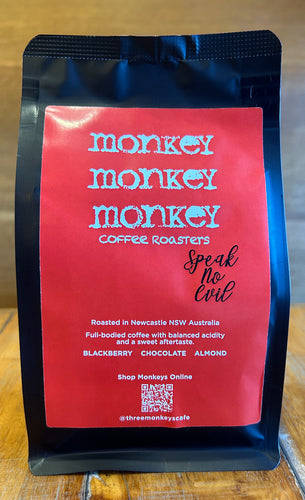 monkey
monkey
monkey
coffee Roasters
Speak
No
Evil
Roasted in Newcastle NSW Australia
Full-bodied coffee with balanced acidity
and a sweet aftertaste.
BLACKBERRY CHOCOLATE ALMOND
Shop Monkeys Online
@threemonkeyscafe